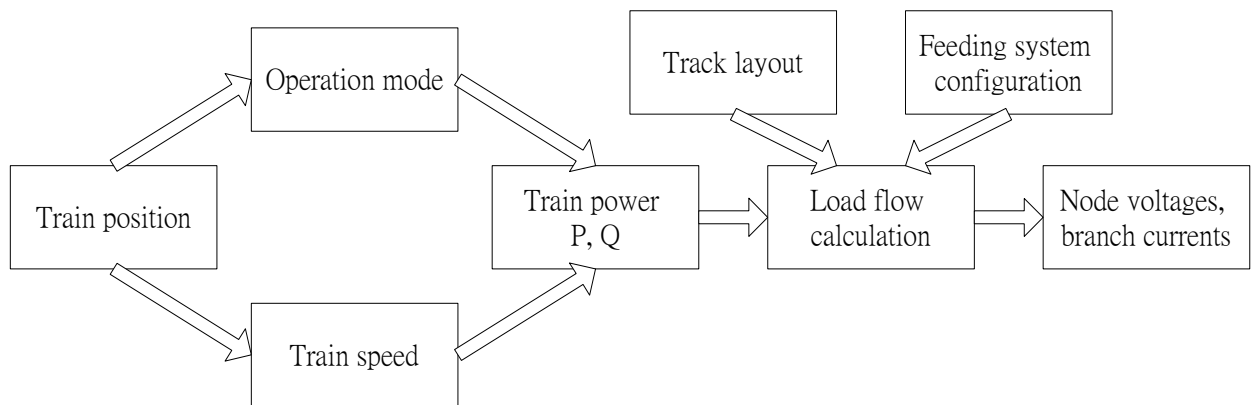 Operation mode
Track layout
Feeding system
configuration
Train position
Train power
P, Q
Load flow
calculation
Node voltages,
branch currents
Train speed